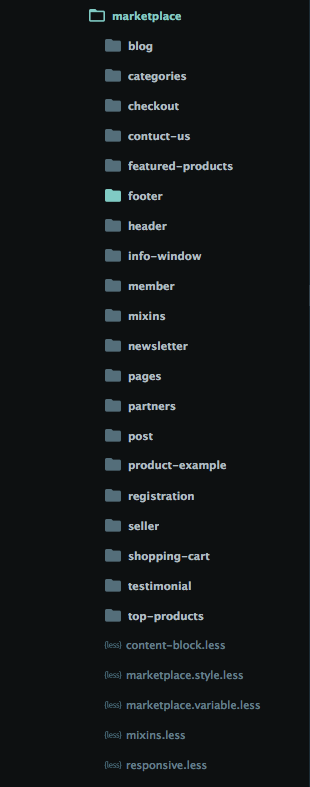 marketplace
blog
categories
checkout
contuct-us
featured-products
footer
header
info-window
member
mixins
newsletter
pages
partners
post
product-example
registration
seller
shopping-cart
testimonial
top-products
{less} content-block.less
{less} marketplace.style.less
{less} marketplace.variable.less
{less} mixins.less
{less} responsive.less